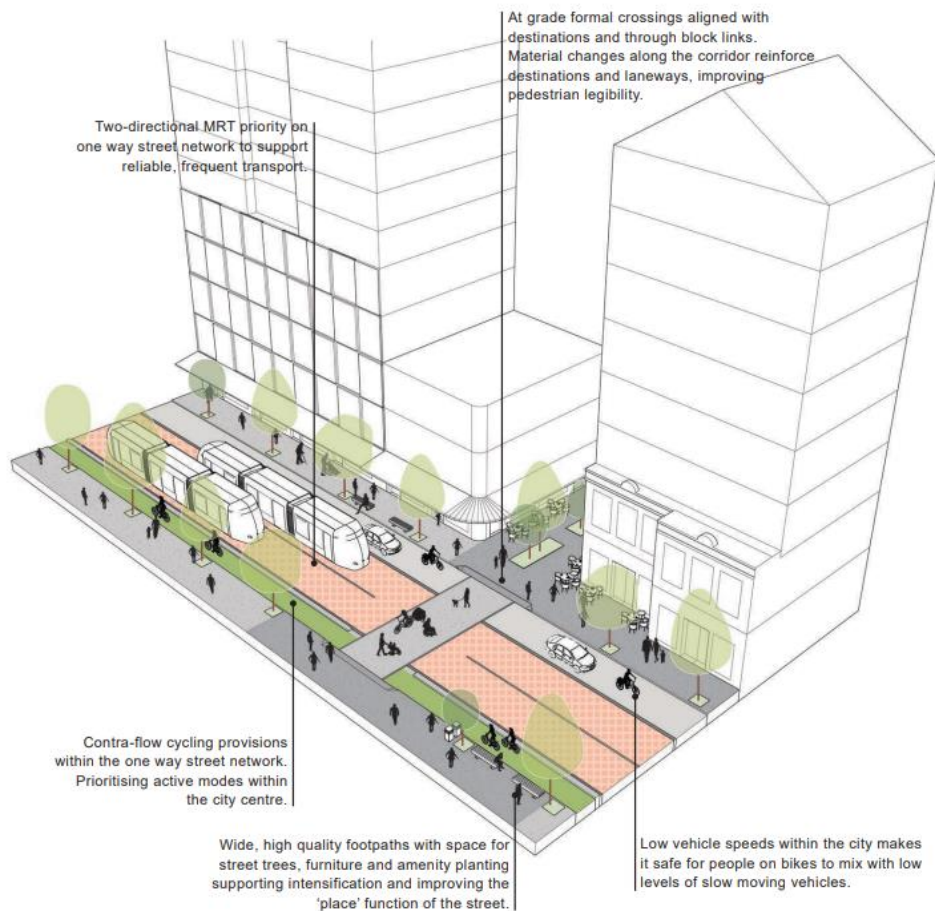 At grade formal crossings aligned with
destinations and through block links.
Material changes along the corridor reinforce
destinations and laneways, improving
pedestrian legibility.
Two-directional MRT priority on
one way street network to support
reliable, frequent transport.
Contra-flow cycling provisions
within the one way street network.
Prioritising active modes within
the city centre.
Wide, high quality footpaths with space for
street trees, furniture and amenity planting
supporting intensification and improving the
‘place’ function of the street.
Low vehicle speeds within the city makes
it safe for people on bikes to mix with low
levels of slow moving vehicles.